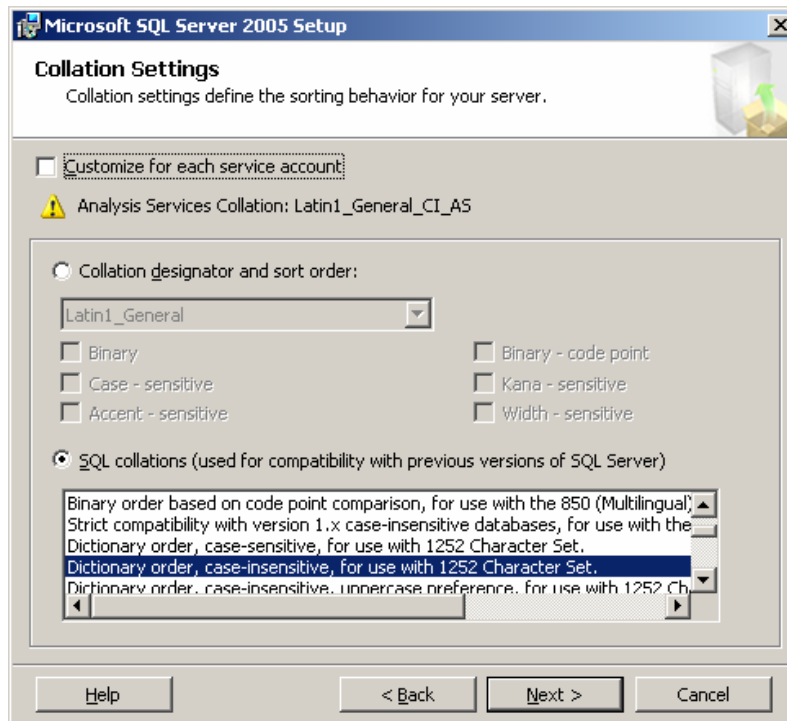 Microsoft SQL Server 2005 Setup
Collation Settings
Collation settings define the sorting behavior for your server.
Customize for each service account
Analysis Services Collation: Latin1_General_CI_AS
Collation designator and sort order:
Latin1_General
Binary
Binary - code point
Case - sensitive
Kana - sensitive
Accent - sensitive
Width - sensitive
SQL collations (used for compatibility with previous versions of SQL Server)
Binary order based on code point comparison, for use with the 850 (Multilingual)
Strict compatibility with version 1.x case-insensitive databases, for use with the
Dictionary order, case-sensitive, for use with 1252 Character Set.
Dictionary order, case-insensitive, for use with 1252 Character Set.
Dictionary order, case-insensitive, uppercase preference, for use with 1252 Ch
Help
< Back
Next >
Cancel